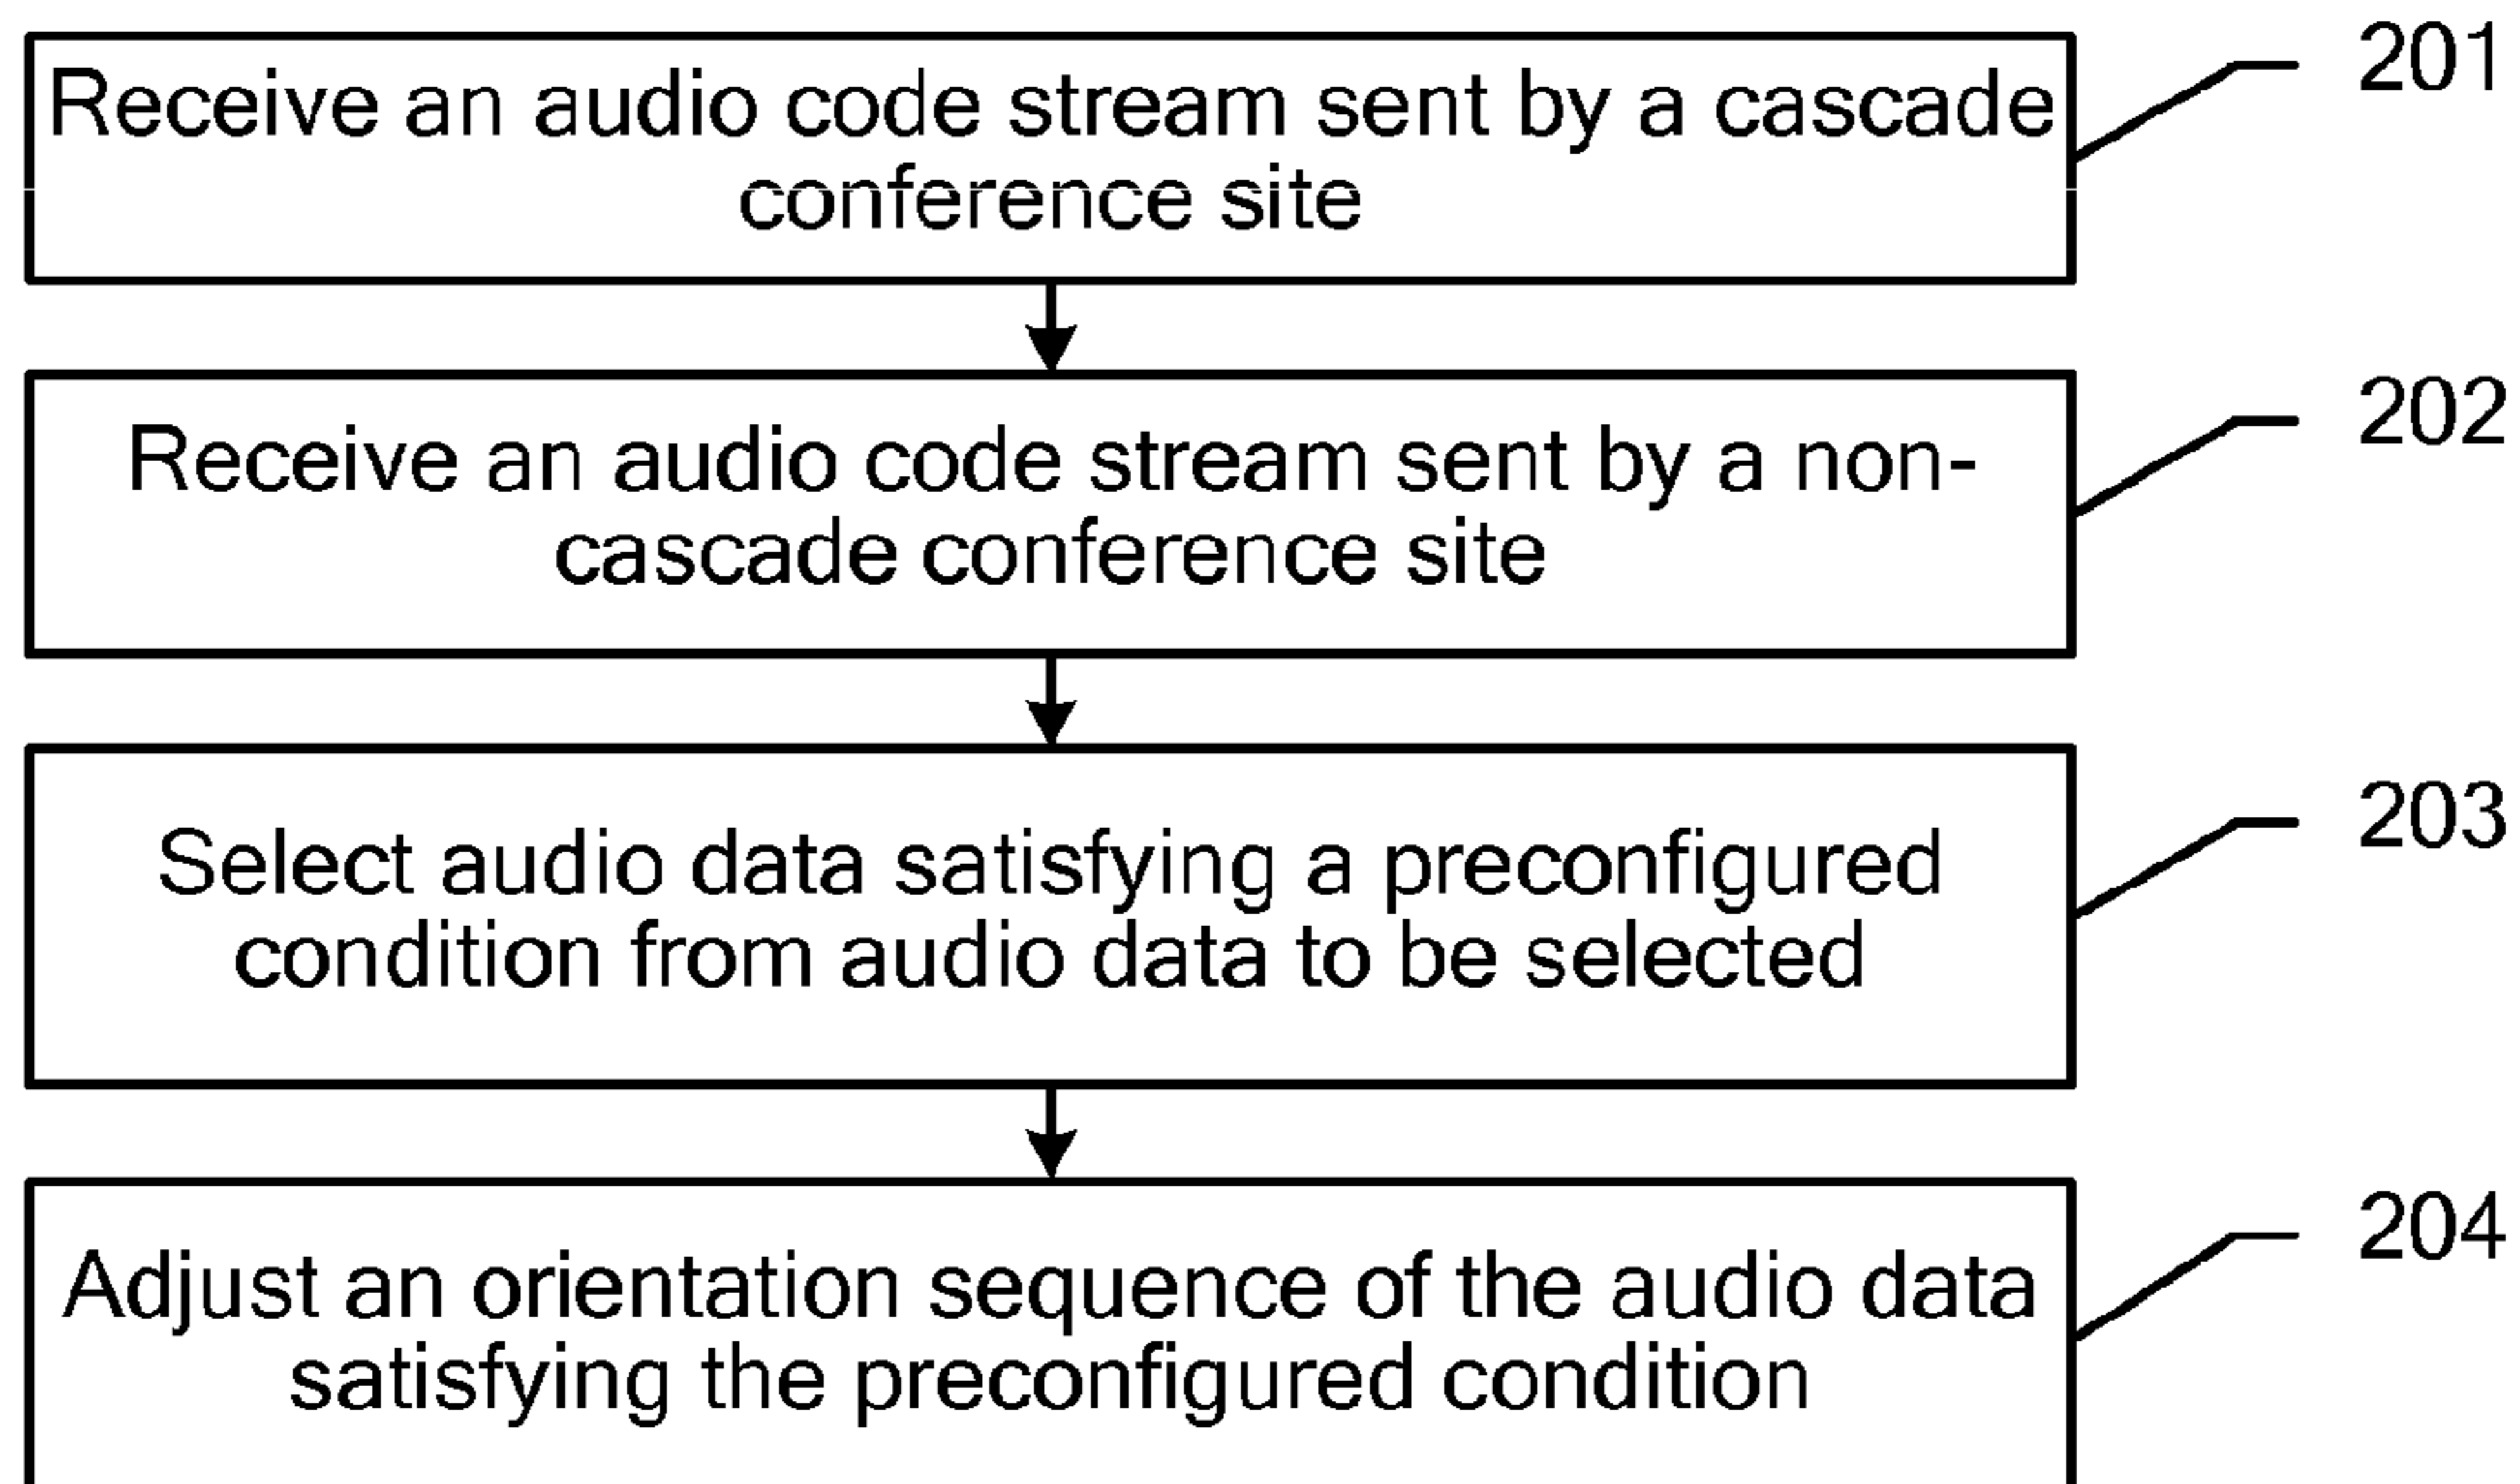 Receive an audio code stream sent by a cascade
conference site
201
Receive an audio code stream sent by a non-
cascade conference site
202
Select audio data satisfying a preconfigured
condition from audio data to be selected
203
Adjust an orientation sequence of the audio data
satisfying the preconfigured condition
204